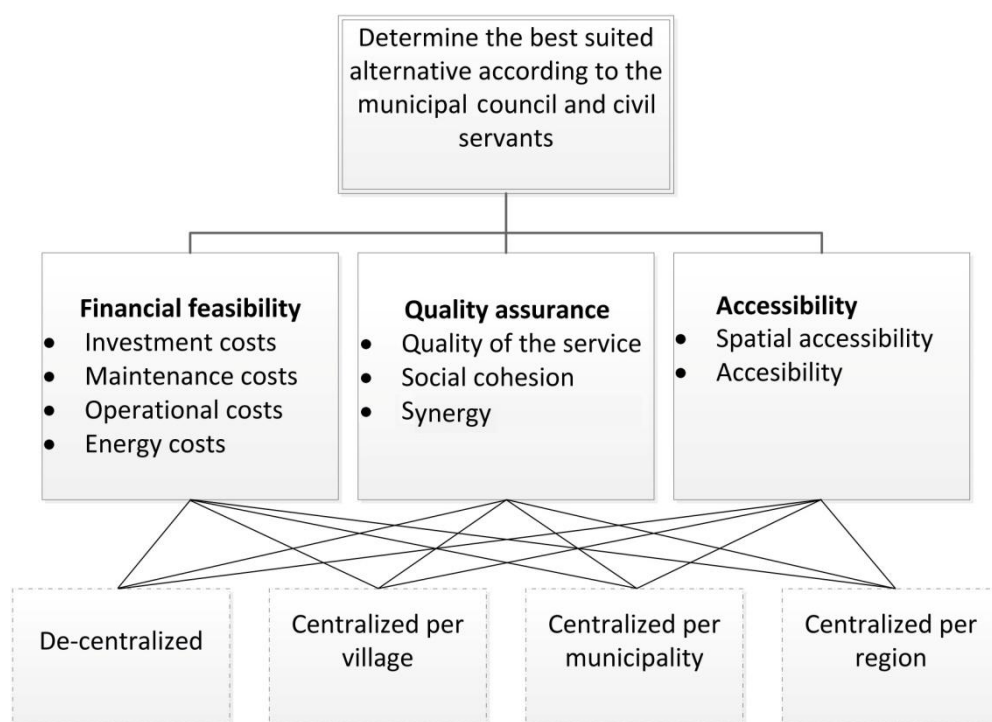 Determine the best suited
alternative according to the
municipal council and civil
servants
Financial feasibility
• Investment costs
• Maintenance costs
• Operational costs
• Energy costs
Quality assurance
• Quality of the service
• Social cohesion
• Synergy
Accessibility
• Spatial accessibility
• Accesibility
De-centralized
Centralized per
village
Centralized per
municipality
Centralized per
region